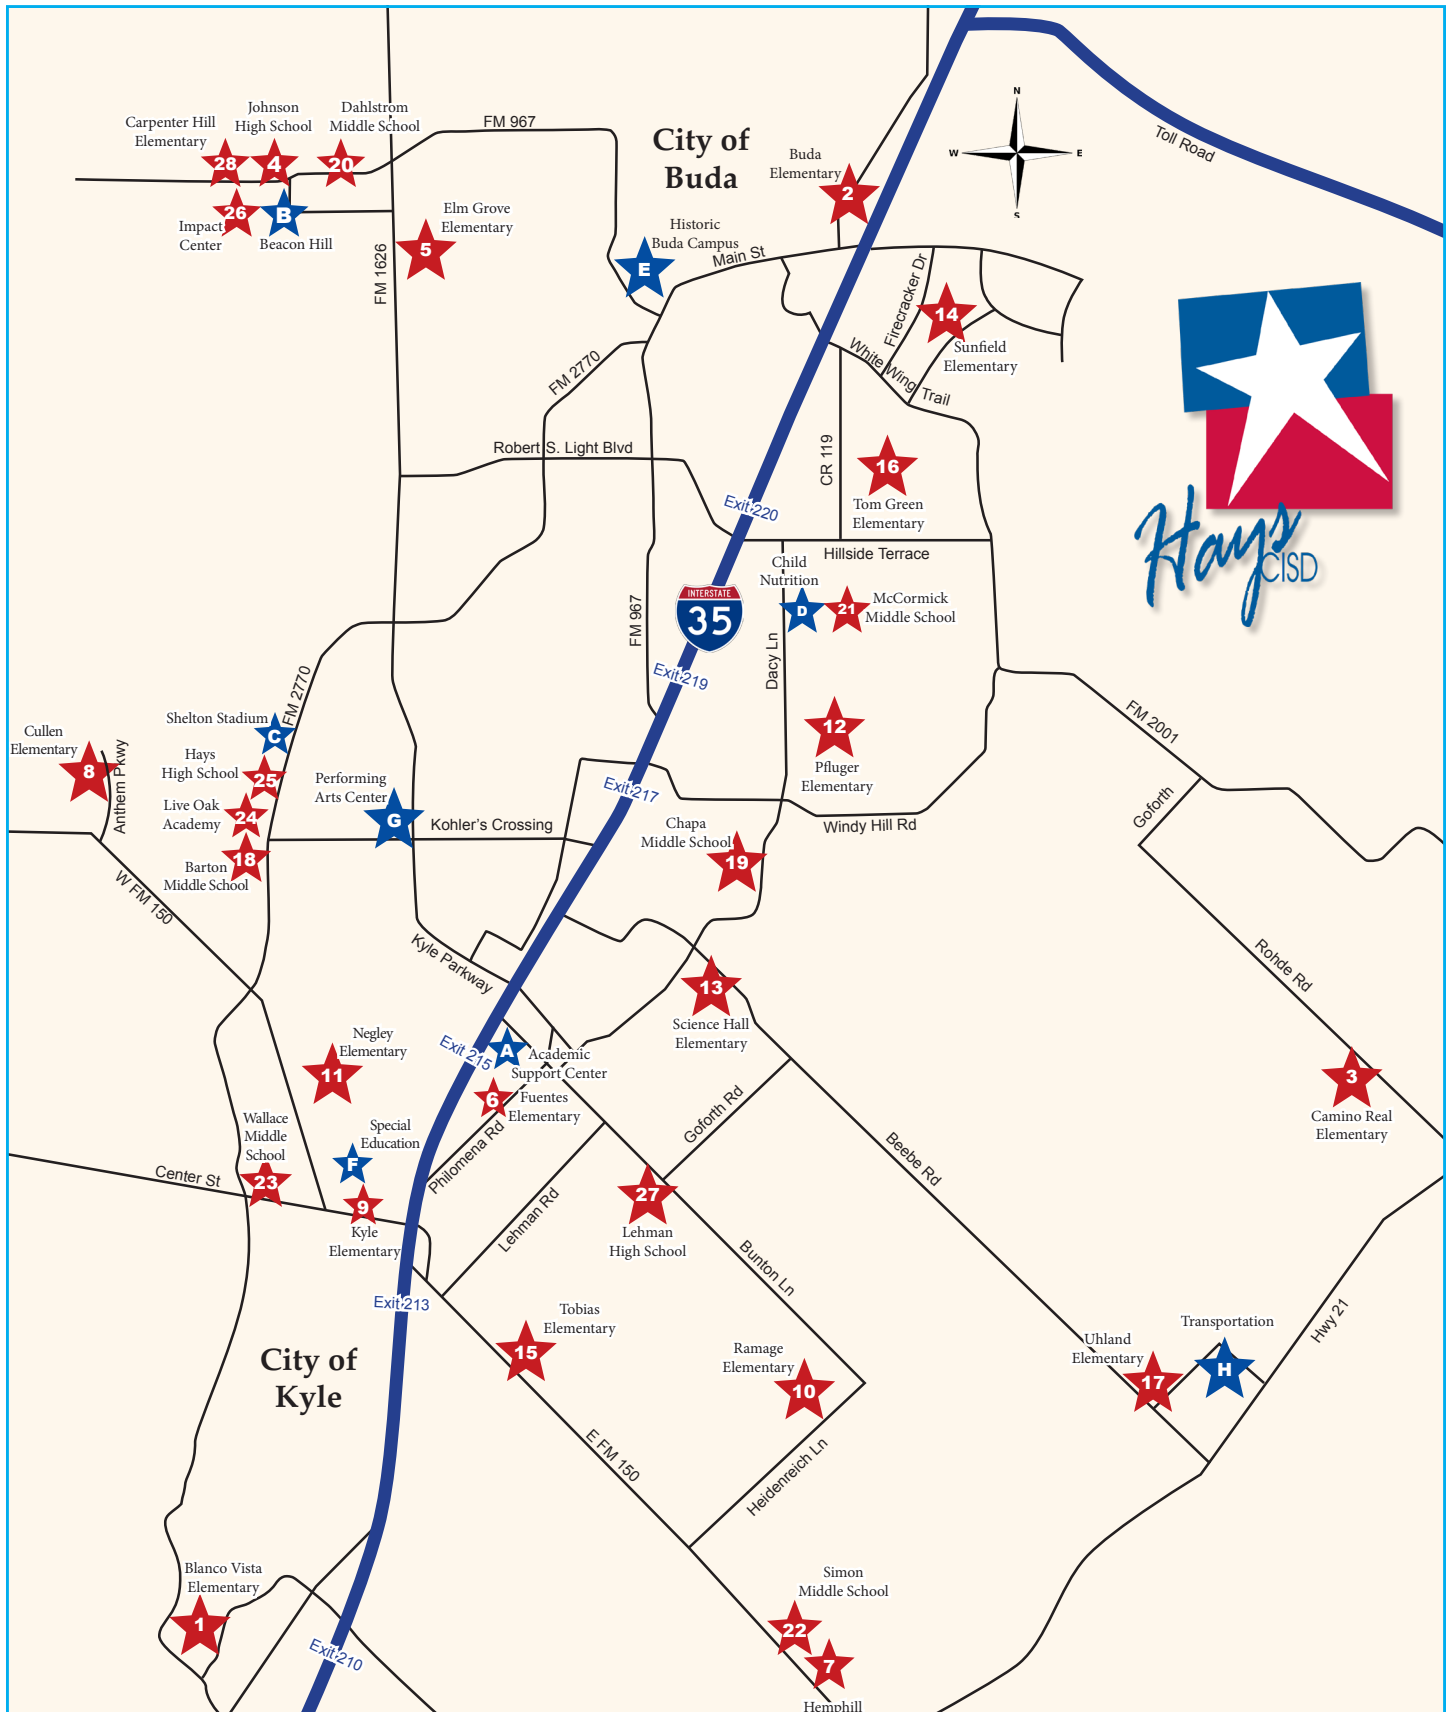 N
W
E
S
Toll Road
Johnson
High School
Dahlstrom
Middle School
Carpenter Hill
Elementary
FM 967
City of
Buda
Buda
Elementary
28
4
20
2
26
B
Impact
Center
Beacon Hill
Elm Grove
Elementary
5
FM 1626
Historic
Buda Campus
E
Main St
Firecracker Dr
14
Sunfield
Elementary
White Wing Trail
FM 2770
Robert S. Light Blvd
CR 119
16
Tom Green
Elementary
Exit 220
Hillside Terrace
Hays
CISD
Child
Nutrition
D
21
McCormick
Middle School
INTERSTATE
35
FM 967
Dacy Ln
Exit 219
FM 2770
Shelton Stadium
C
Cullen
Elementary
8
Anthem Pkwy
Hays
High School
25
Live Oak
Academy
24
18
Barton
Middle School
Performing
Arts Center
G
Kohler's Crossing
12
Pfluger
Elementary
FM 2001
Goforth
Exit 217
Windy Hill Rd
Chapa
Middle School
19
W FM 150
Kyle Parkway
Rohde Rd
13
Science Hall
Elementary
Negley
Elementary
11
Exit 215
A
Academic
Support Center
6
Fuentes
Elementary
3
Camino Real
Elementary
Wallace
Middle
School
23
Special
Education
F
9
Kyle
Elementary
Center St
Philomena Rd
Goforth Rd
Beebe Rd
Lehman Rd
27
Lehman
High School
Bunton Ln
Exit 213
City of
Kyle
Tobias
Elementary
15
Ramage
Elementary
10
Uhland
Elementary
17
Transportation
H
Hwy 21
E FM 150
Heidenreich Ln
Blanco Vista
Elementary
1
Exit 210
Simon
Middle School
22
7
Hemphill